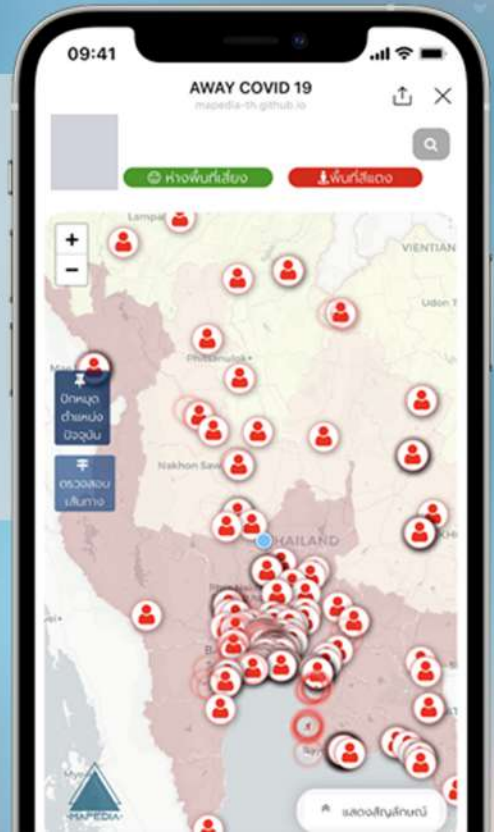 09:41
AWAY COVID 19
mapedia-th.github.io
ห่างพื้นที่เสี่ยง
พื้นที่สีแดง
+
−
Lampa
VIENTIAN
Udon T
Phitsanulok
ปักหมุด
ตำแหน่ง
ปัจจุบัน
ตรวจสอบ
เส้นทาง
Nakhon Saw
HAILAND
MAPEDIA
แสดงสัญลักษณ์